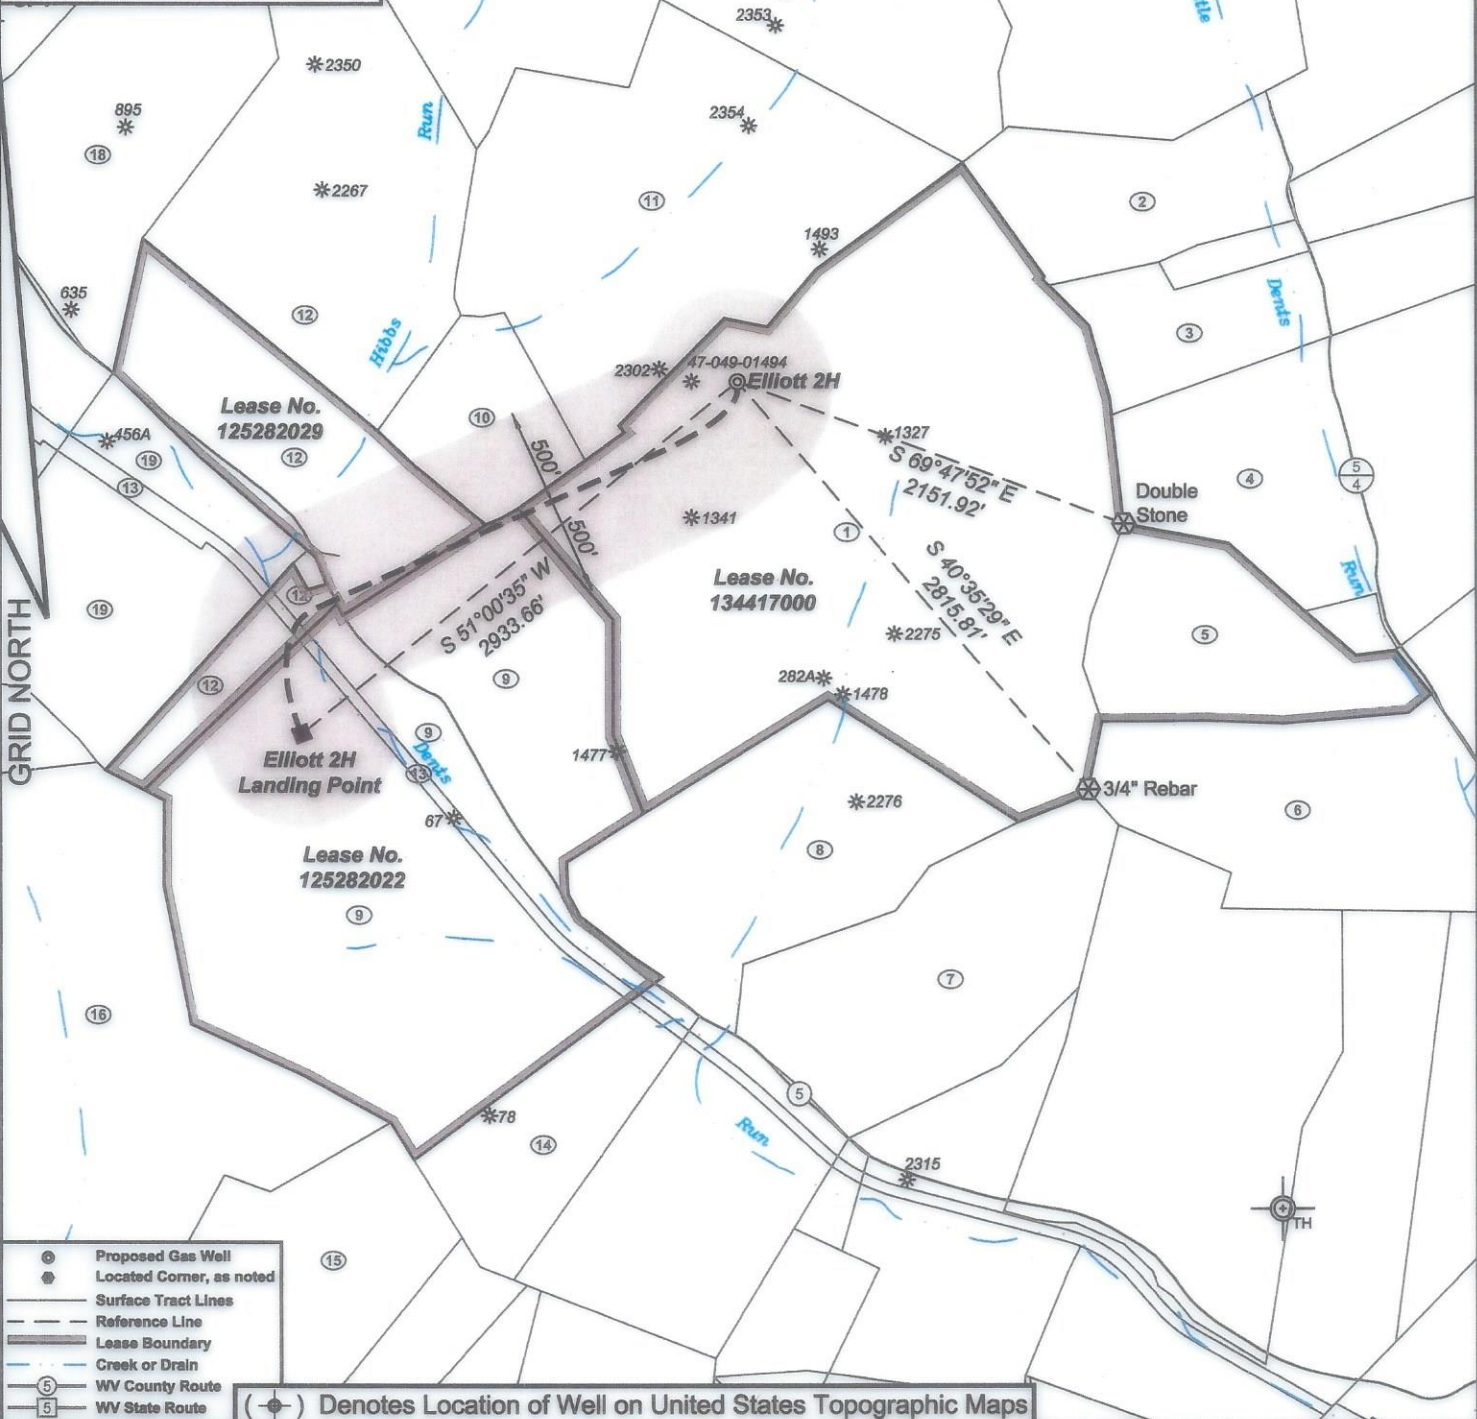 2353
2350
895
18
Run
2354
2267
11
2
tle
1493
635
12
Hibbs
Dents
3
2302
47-049-01494
Elliott 2H
Lease No.
125282029
10
456A
19
13
12
500'
500'
1327
S 69°47'52" E
2151.92'
Double
Stone
4
5
4
1341
1
S 40°35'29" E
2815.81'
Lease No.
134417000
S 51°00'35" W
2933.66'
Run
19
12
GRID NORTH
2275
5
282A
1478
9
12
9
Elliott 2H
Landing Point
Dents
13
1477
3/4" Rebar
2276
6
67
8
Lease No.
125282022
9
7
16
5
78
14
Run
2315
TH
15
Proposed Gas Well
Located Corner, as noted
Surface Tract Lines
Reference Line
Lease Boundary
Creek or Drain
5 WV County Route
5 WV State Route
( ) Denotes Location of Well on United States Topographic Maps